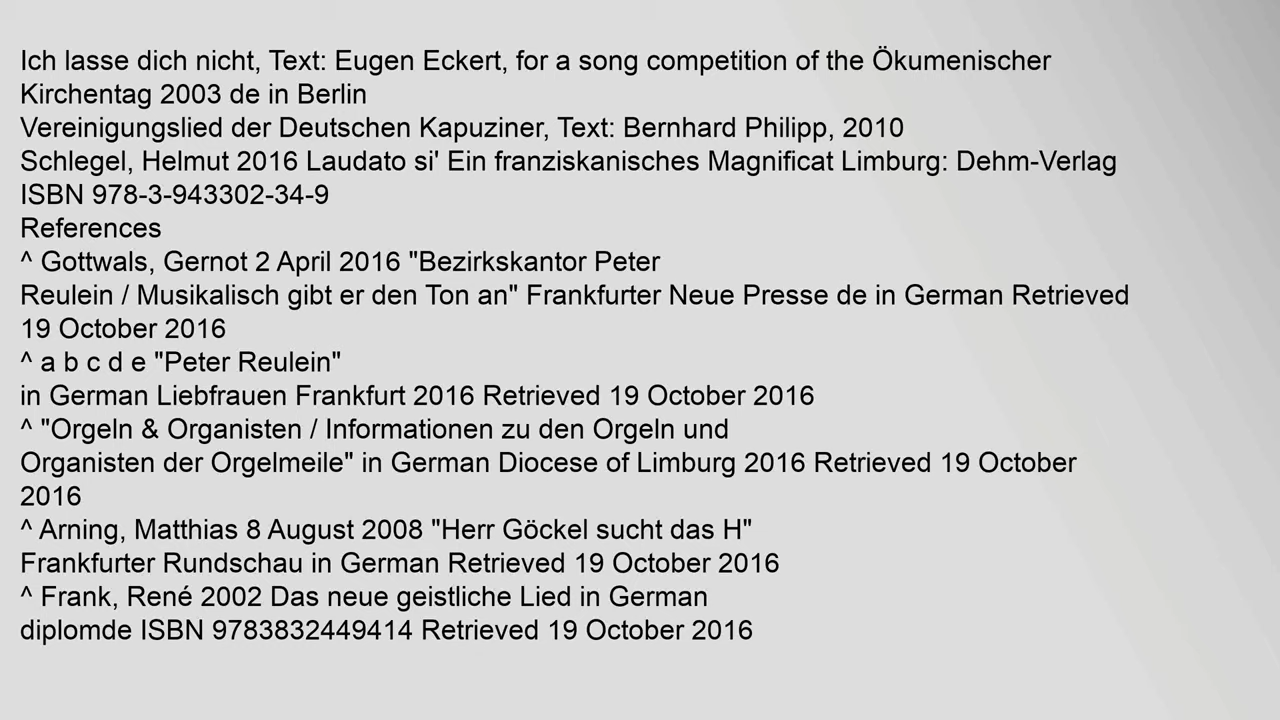 Ich lasse dich nicht, Text: Eugen Eckert, for a song competition of the Ökumenischer
Kirchentag 2003 de in Berlin
Vereinigungslied der Deutschen Kapuziner, Text: Bernhard Philipp, 2010
Schlegel, Helmut 2016 Laudato si' Ein franziskanisches Magnificat Limburg: Dehm-Verlag
ISBN 978-3-943302-34-9
References
^ Gottwals, Gernot 2 April 2016 "Bezirkskantor Peter
Reulein / Musikalisch gibt er den Ton an" Frankfurter Neue Presse de in German Retrieved
19 October 2016
^ a b c d e "Peter Reulein"
in German Liebfrauen Frankfurt 2016 Retrieved 19 October 2016
^ "Orgeln & Organisten / Informationen zu den Orgeln und
Organisten der Orgelmeile" in German Diocese of Limburg 2016 Retrieved 19 October
2016
^ Arning, Matthias 8 August 2008 "Herr Göckel sucht das H"
Frankfurter Rundschau in German Retrieved 19 October 2016
^ Frank, René 2002 Das neue geistliche Lied in German
diplomde ISBN 9783832449414 Retrieved 19 October 2016